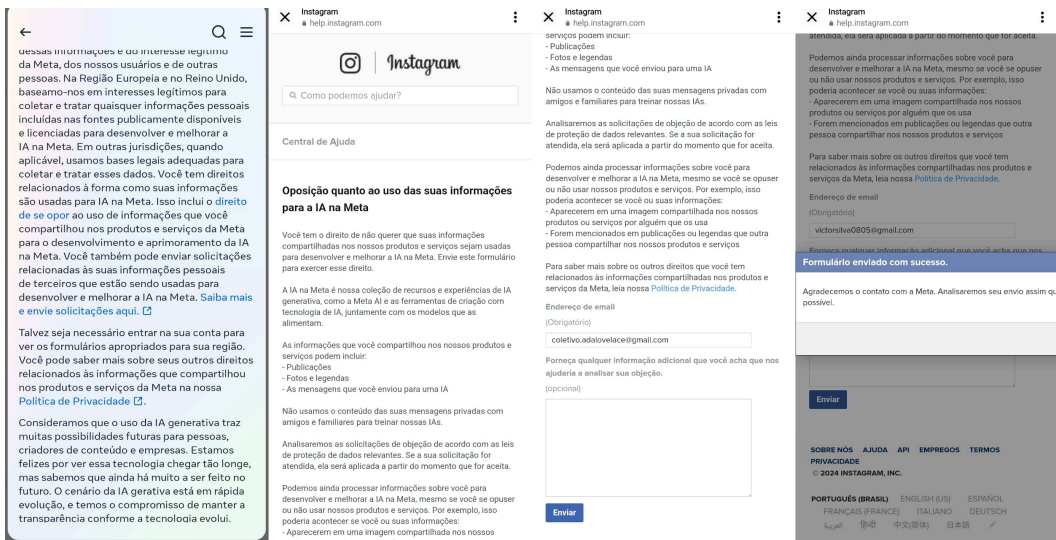 dessas informações e do interesse legítimo
da Meta, dos nossos usuários e de outras
pessoas. Na Região Europeia e no Reino Unido,
baseamo-nos em interesses legítimos para
coletar e tratar quaisquer informações pessoais
incluídas nas fontes publicamente disponíveis
e licenciadas para desenvolver e melhorar a
IA na Meta. Em outras jurisdições, quando
aplicável, usamos bases legais adequadas para
coletar e tratar esses dados. Você tem direitos
relacionados à forma como suas informações
são usadas para IA na Meta. Isso inclui o direito
de se opor ao uso de informações que você
compartilhou nos produtos e serviços da Meta
para o desenvolvimento e aprimoramento da IA
na Meta. Você também pode enviar solicitações
relacionadas às suas informações pessoais
de terceiros que estão sendo usadas para
desenvolver e melhorar a IA na Meta. Saiba mais
e envie solicitações aqui.
Talvez seja necessário entrar na sua conta para
ver os formulários apropriados para sua região.
Você pode saber mais sobre seus outros direitos
relacionados às informações que compartilhou
nos produtos e serviços da Meta na nossa
Política de Privacidade.
Consideramos que o uso da IA generativa traz
muitas possibilidades futuras para pessoas,
criadores de conteúdo e empresas. Estamos
felizes por ver essa tecnologia chegar tão longe,
mas sabemos que ainda há muito a ser feito no
futuro. O cenário da IA gerativa está em rápida
evolução, e temos o compromisso de manter a
transparência conforme a tecnologia evolui.
Instagram
help.instagram.com
Instagram
Como podemos ajudar?
Central de Ajuda
Oposição quanto ao uso das suas informações
para a IA na Meta
Você tem o direito de não querer que suas informações
compartilhadas nos nossos produtos e serviços sejam usadas
para desenvolver e melhorar a IA na Meta. Envie este formulário
para exercer esse direito.
A IA na Meta é nossa coleção de recursos e experiências de IA
generativa, como a Meta AI e as ferramentas de criação com
tecnologia de IA, juntamente com os modelos que as
alimentam.
As informações que você compartilhou nos nossos produtos e
serviços podem incluir:
- Publicações
- Fotos e legendas
- As mensagens que você enviou para uma IA
Não usamos o conteúdo das suas mensagens privadas com
amigos e familiares para treinar nossas IAs.
Analisaremos as solicitações de objeção de acordo com as leis
de proteção de dados relevantes. Se a sua solicitação for
atendida, ela será aplicada a partir do momento que for aceita.
Podemos ainda processar informações sobre você para
desenvolver e melhorar a IA na Meta, mesmo se você se opuser
ou não usar nossos produtos e serviços. Por exemplo, isso
poderia acontecer se você ou suas informações:
- Aparecerem em uma imagem compartilhada nos nossos
Instagram
help.instagram.com
serviços podem incluir:
- Publicações
- Fotos e legendas
- As mensagens que você enviou para uma IA
Não usamos o conteúdo das suas mensagens privadas com
amigos e familiares para treinar nossas IAs.
Analisaremos as solicitações de objeção de acordo com as leis
de proteção de dados relevantes. Se a sua solicitação for
atendida, ela será aplicada a partir do momento que for aceita.
Podemos ainda processar informações sobre você para
desenvolver e melhorar a IA na Meta, mesmo se você se opuser
ou não usar nossos produtos e serviços. Por exemplo, isso
poderia acontecer se você ou suas informações:
- Aparecerem em uma imagem compartilhada nos nossos
produtos ou serviços por alguém que os usa
- Forem mencionados em publicações ou legendas que outra
pessoa compartilhar nos nossos produtos e serviços
Para saber mais sobre os outros direitos que você tem
relacionados às informações compartilhadas nos produtos e
serviços da Meta, leia nossa Política de Privacidade.
Endereço de email
(Obrigatório)
coletivo.adalovelace@gmail.com
Forneça qualquer informação adicional que você acha que nos
ajudaria a analisar sua objeção.
(opcional)
Enviar
Instagram
help.instagram.com
atendida, ela será aplicada a partir do momento que for aceita.
Podemos ainda processar informações sobre você para
desenvolver e melhorar a IA na Meta, mesmo se você se opuser
ou não usar nossos produtos e serviços. Por exemplo, isso
poderia acontecer se você ou suas informações:
- Aparecerem em uma imagem compartilhada nos nossos
produtos ou serviços por alguém que os usa
- Forem mencionados em publicações ou legendas que outra
pessoa compartilhar nos nossos produtos e serviços
Para saber mais sobre os outros direitos que você tem
relacionados às informações compartilhadas nos produtos e
serviços da Meta, leia nossa Política de Privacidade.
Endereço de email
(Obrigatório)
victorsilve0805@gmail.com
Forneça qualquer informação adicional que você acha que nos
Formulário enviado com sucesso.
Agradecemos o contato com a Meta. Analisaremos seu envio assim qu
possível.
Enviar
SOBRE NÓS AJUDA API EMPREGOS TERMOS
PRIVACIDADE
© 2024 INSTAGRAM, INC.
PORTUGUÊS (BRASIL) ENGLISH (US) ESPAÑOL
FRANÇAIS (FRANCE) ITALIANO DEUTSCH
العربية हिन्दी 中文(简体) 日本語